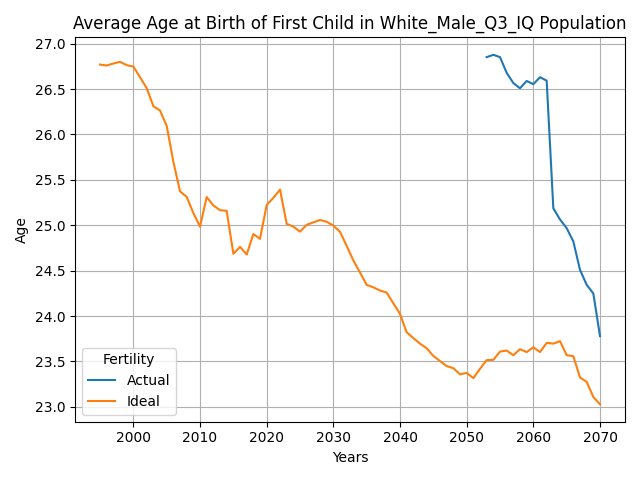 Average Age at Birth of First Child in White_Male_Q3_IQ Population
27.0
26.5
26.0
25.5
25.0
24.5
24.0
23.5
23.0
Age
Fertility
Actual
Ideal
2000 2010 2020 2030 2040 2050 2060 2070
Years